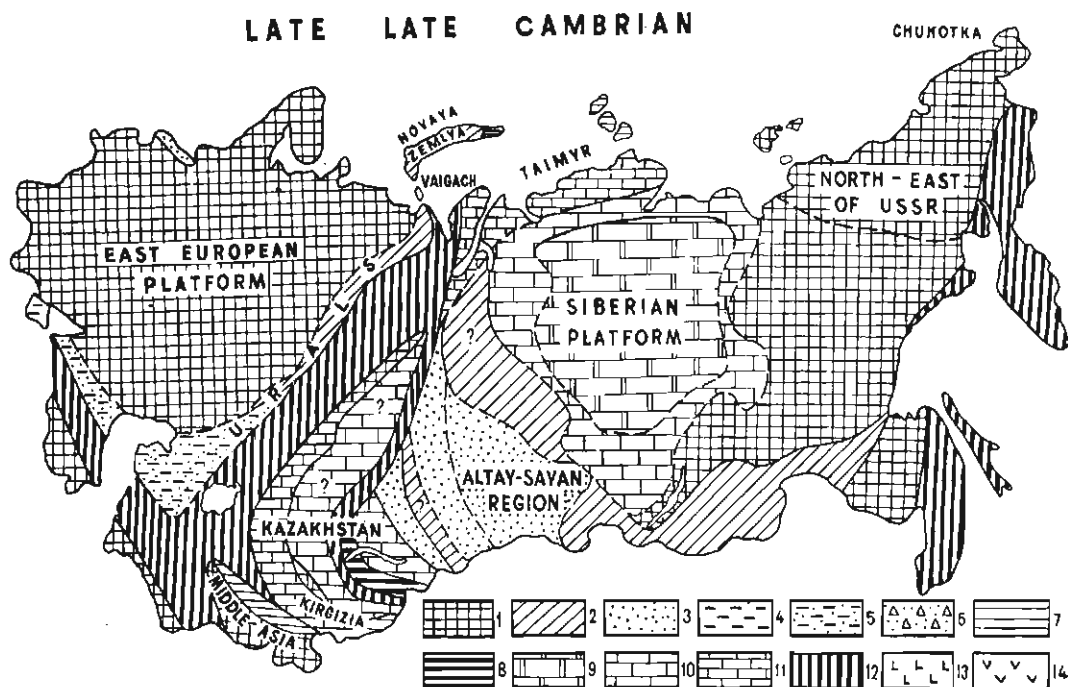 LATE LATE CAMBRIAN
CHUKOTKA
NOVAYA
ZEMLYA
VAIGACH
TAIMYR
NORTH-EAST
OF USSR
EAST EUROPEAN
PLATFORM
URALS
SIBERIAN
PLATFORM
?
?
?
ALTAY-SAYAN
REGION
KAZAKHSTAN
MIDDLE ASIA
KIRGIZIA
1 2 3 4 5 6 7
8 9 10 11 12 13 14